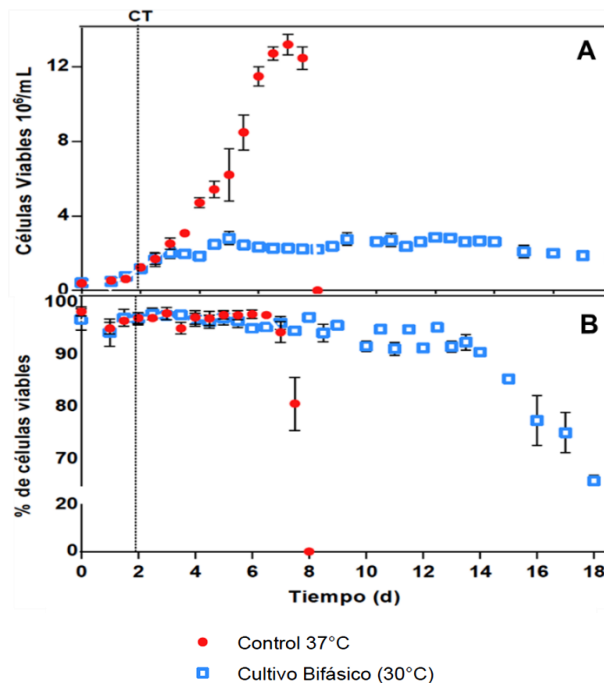 CT
A
Células Viables 10⁶/mL
12
8
4
0
B
% de células viables
100
90
80
70
20
0
0 2 4 6 8 10 12 14 16 18
Tiempo (d)
Control 37°C
Cultivo Bifásico (30°C)